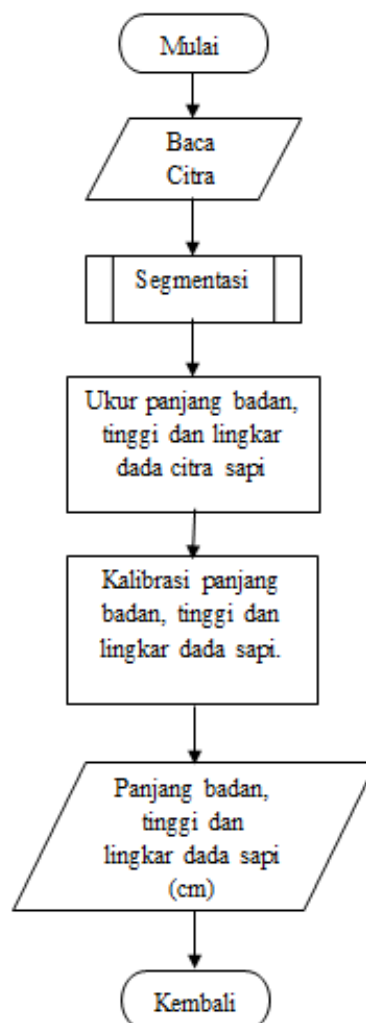 Mulai
Baca
Citra
Segmentasi
Ukur panjang badan,
tinggi dan lingkar
dada citra sapi
Kalibrasi panjang
badan, tinggi dan
lingkar dada sapi.
Panjang badan,
tinggi dan
lingkar dada sapi
(cm)
Kembali